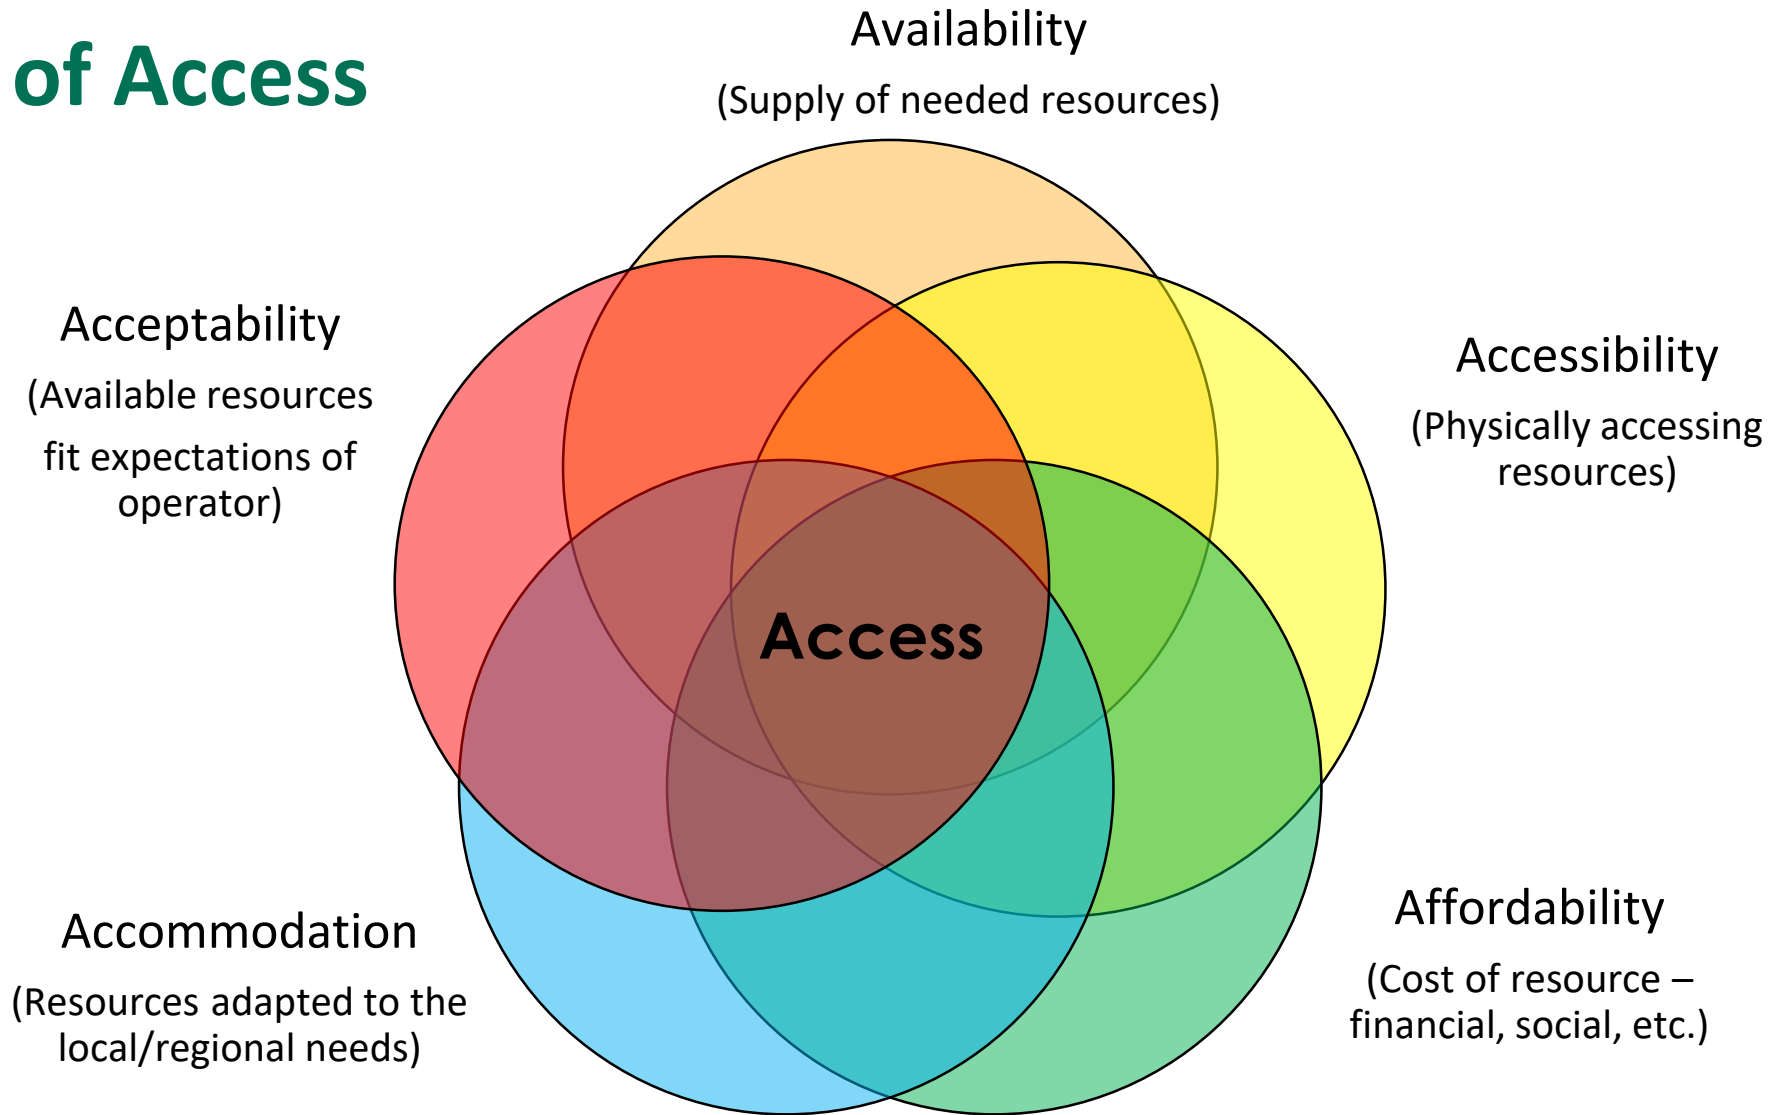 of Access
Availability
(Supply of needed resources)
Acceptability
(Available resources
fit expectations of
operator)
Accessibility
(Physically accessing
resources)
Access
Accommodation
(Resources adapted to the
local/regional needs)
Affordability
(Cost of resource –
financial, social, etc.)